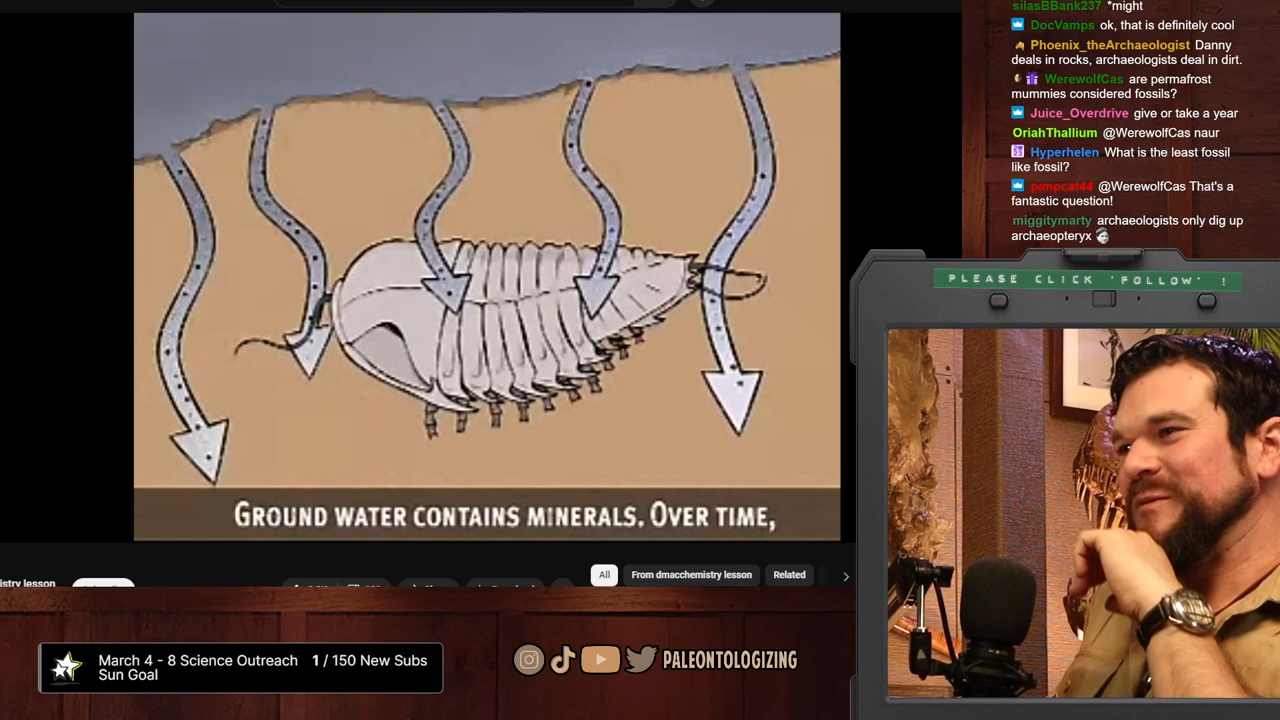 silasBBank237 *might
DocVamps ok, that is definitely cool
Phoenix_theArchaeologist Danny
deals in rocks, archaeologists deal in dirt.
WerewolfCas are permafrost
mummies considered fossils?
Juice_Overdrive give or take a year
OriahThallium @WerewolfCas naur
Hyperhelen What is the least fossil
like fossil?
pimpcat44 @WerewolfCas That's a
fantastic question!
miggitymarty archaeologists only dig up
archaeopteryx
PLEASE CLICK 'FOLLOW' !
GROUND WATER CONTAINS MINERALS. OVER TIME,
istry lesson
All
From dmacchemistry lesson
Related
March 4 - 8 Science Outreach 1 / 150 New Subs
Sun Goal
PALEONTOLOGIZING